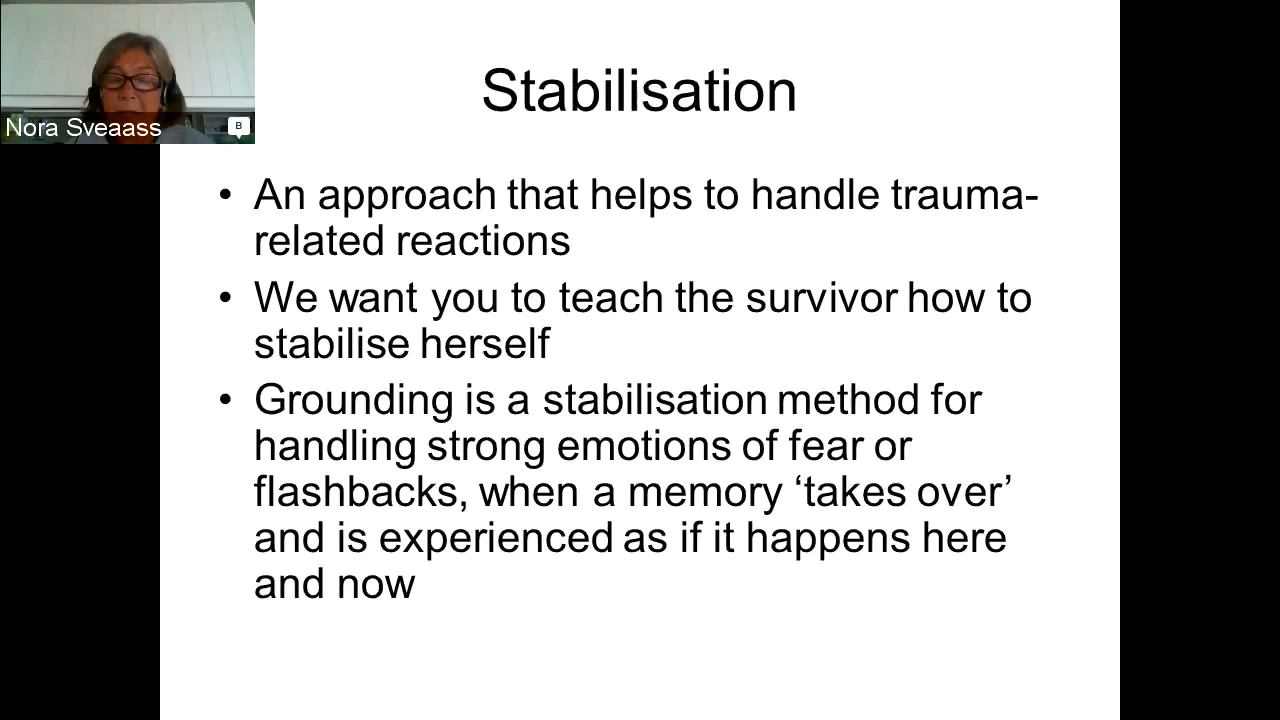 Stabilisation
Nora Sveaass
B
• An approach that helps to handle trauma-
related reactions
• We want you to teach the survivor how to
stabilise herself
• Grounding is a stabilisation method for
handling strong emotions of fear or
flashbacks, when a memory ‘takes over’
and is experienced as if it happens here
and now